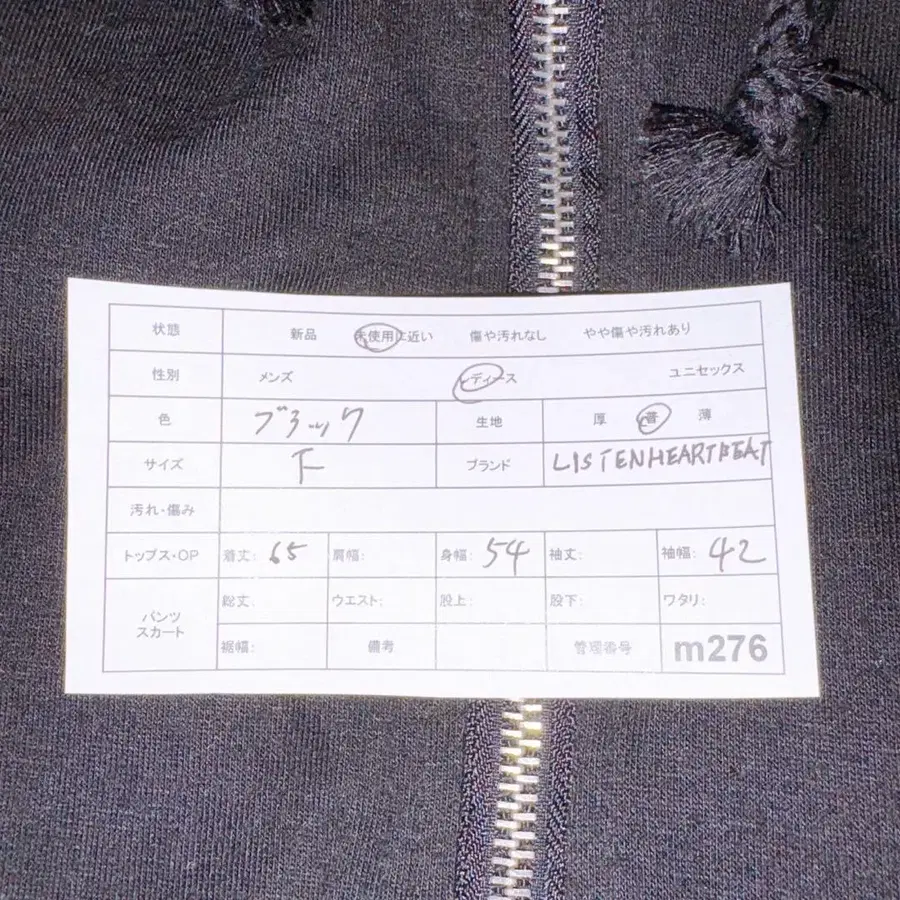 状態 新品 未使用に近い 傷や汚れなし やや傷や汚れあり
性別 メンズ レディース ユニセックス
色 ブラック 生地 厚 普 薄
サイズ F ブランド LISTENHEARTBEAT
汚れ・傷み
トップス・OP 着丈: 65 肩幅: 身幅: 54 袖丈: 袖幅: 42
パンツ スカート 総丈: ウエスト: 股上: 股下: ワタリ:
裾幅: 備考 管理番号 m276